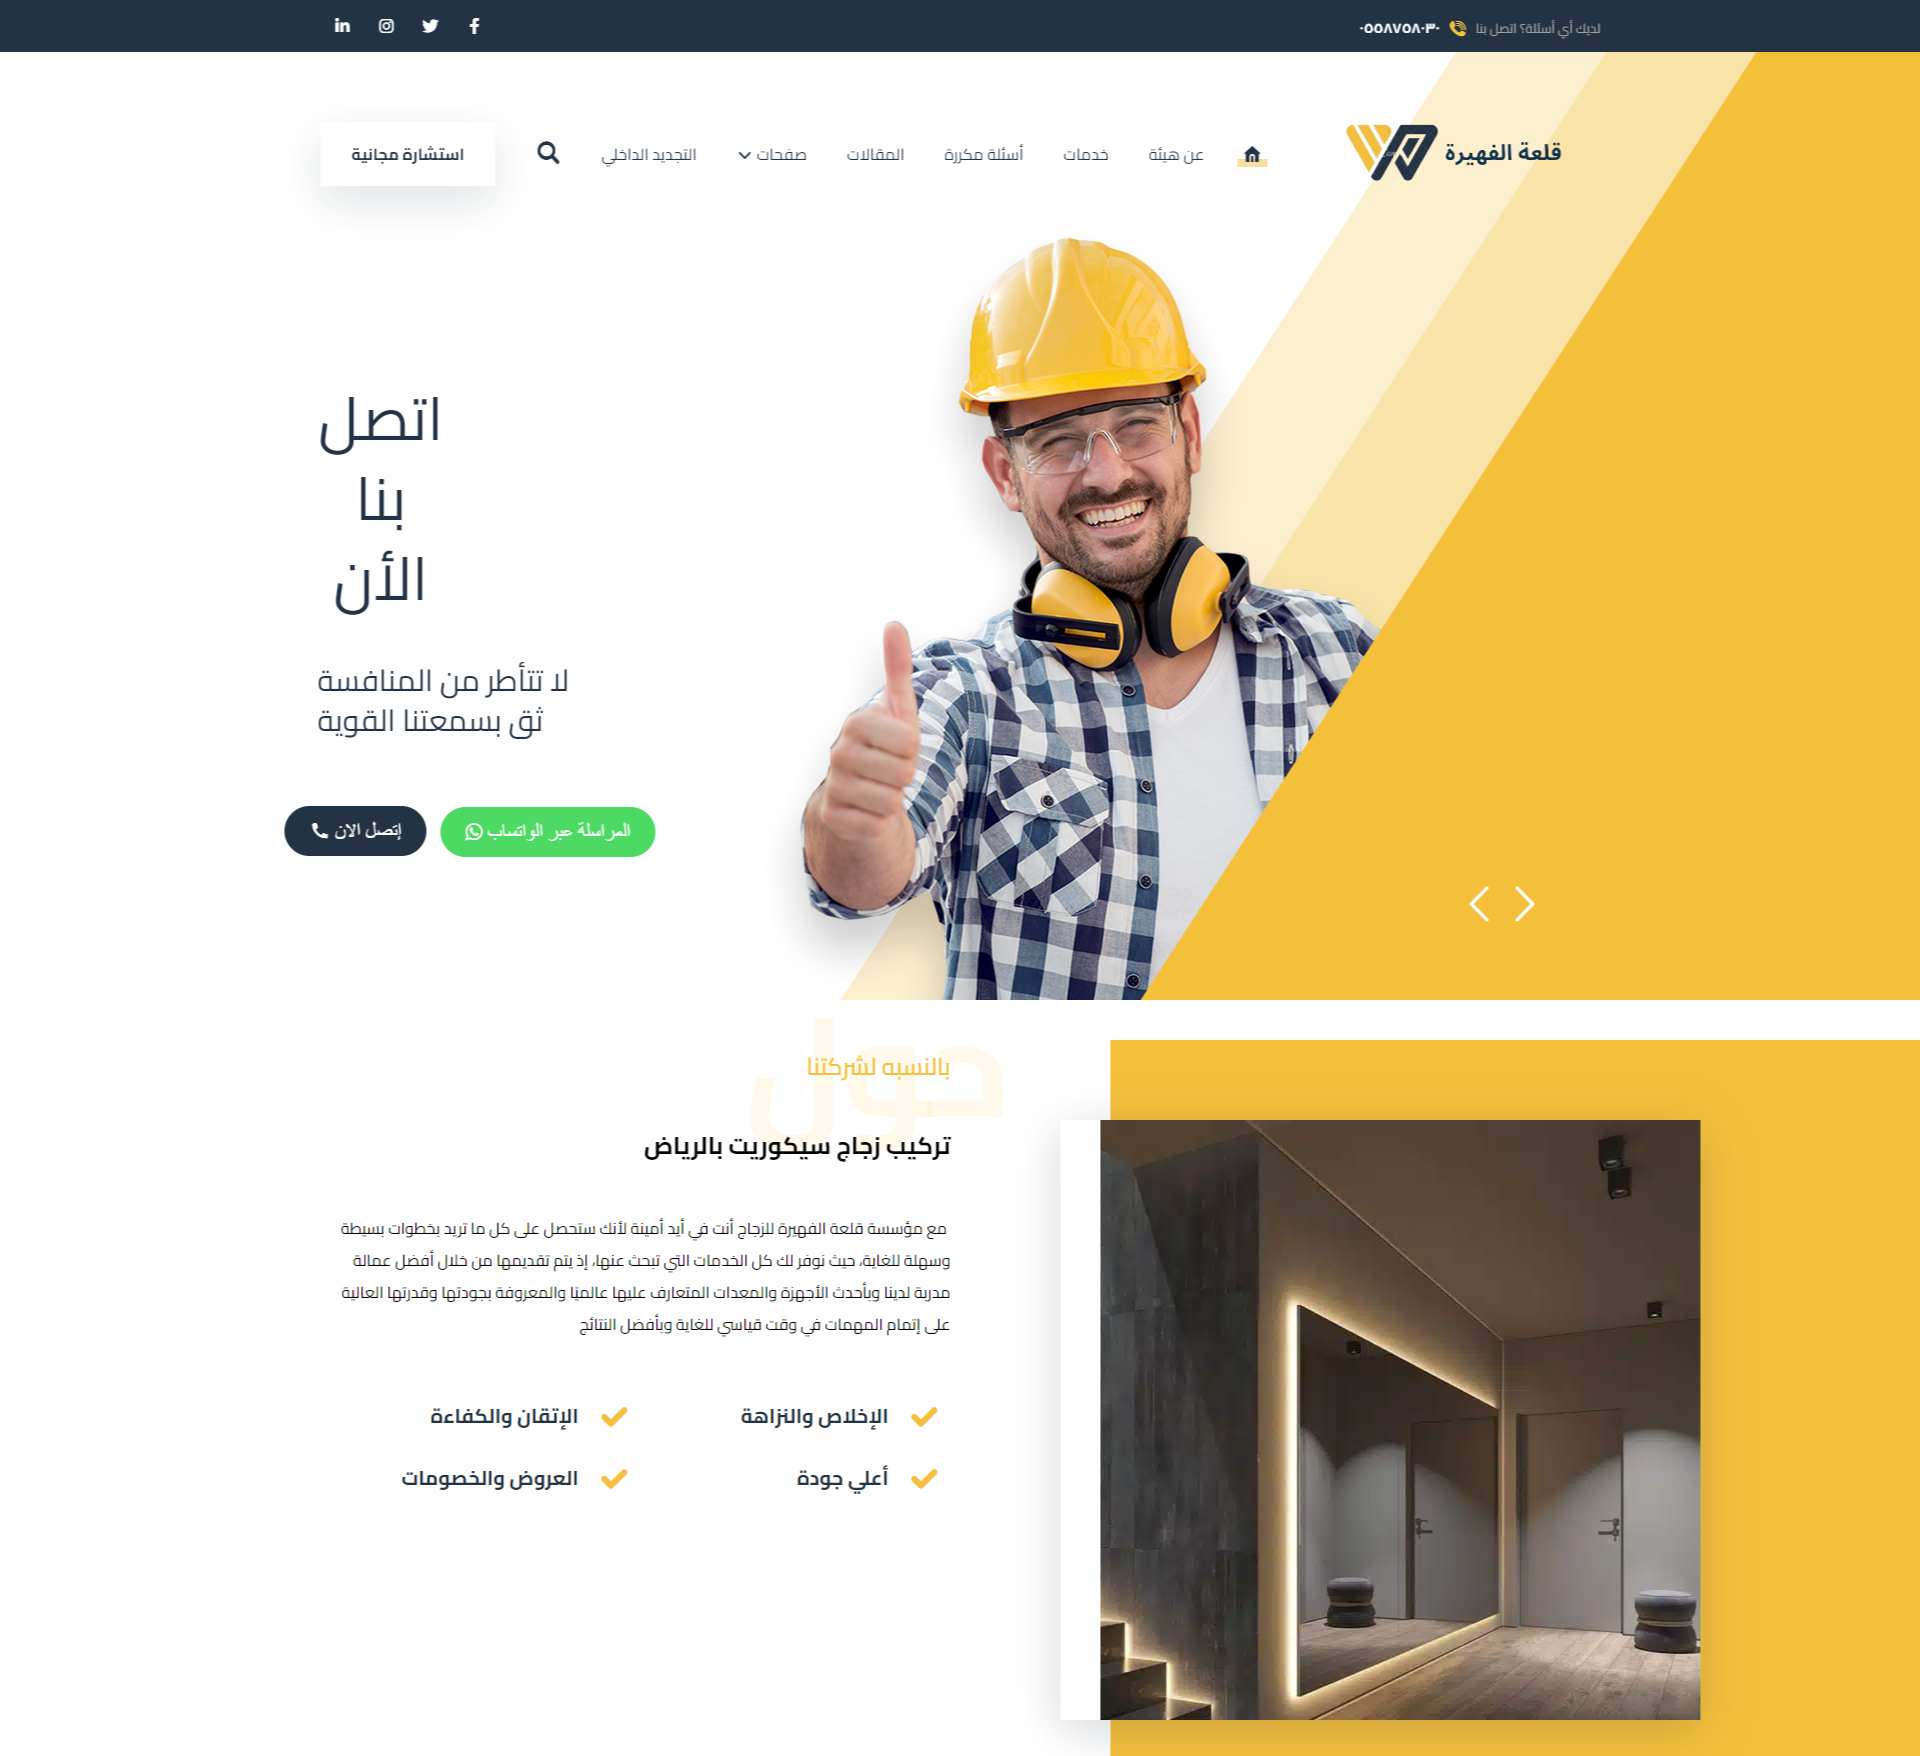 لديك أي أسئلة؟ اتصل بنا
٠٥٥٨٧٥٨٠٣٠
قلعة الفهيرة
عن هيئة
خدمات
أسئلة مكررة
المقالات
صفحات
التجديد الداخلي
استشارة مجانية
اتصل
بنا
الأن
لا تتأطر من المنافسة
ثق بسمعتنا القوية
المراسلة عبر الواتساب
إتصل الان
حول
بالنسبه لشركتنا
تركيب زجاج سيكوريت بالرياض
مع مؤسسة قلعة الفهيرة للزجاج أنت في أيد أمينة لأنك ستحصل على كل ما تريد بخطوات بسيطة
وسهلة للغاية، حيث نوفر لك كل الخدمات التي تبحث عنها، إذ يتم تقديمها من خلال أفضل عمالة
مدربة لدينا وبأحدث الأجهزة والمعدات المتعارف عليها عالميًا والمعروفة بجودتها وقدرتها العالية
على إتمام المهمات في وقت قياسي للغاية وبأفضل النتائج
الإخلاص والنزاهة
الإتقان والكفاءة
أعلي جودة
العروض والخصومات